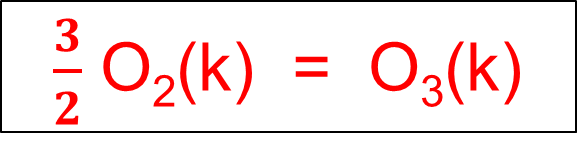 3/2 O₂(k) = O₃(k)